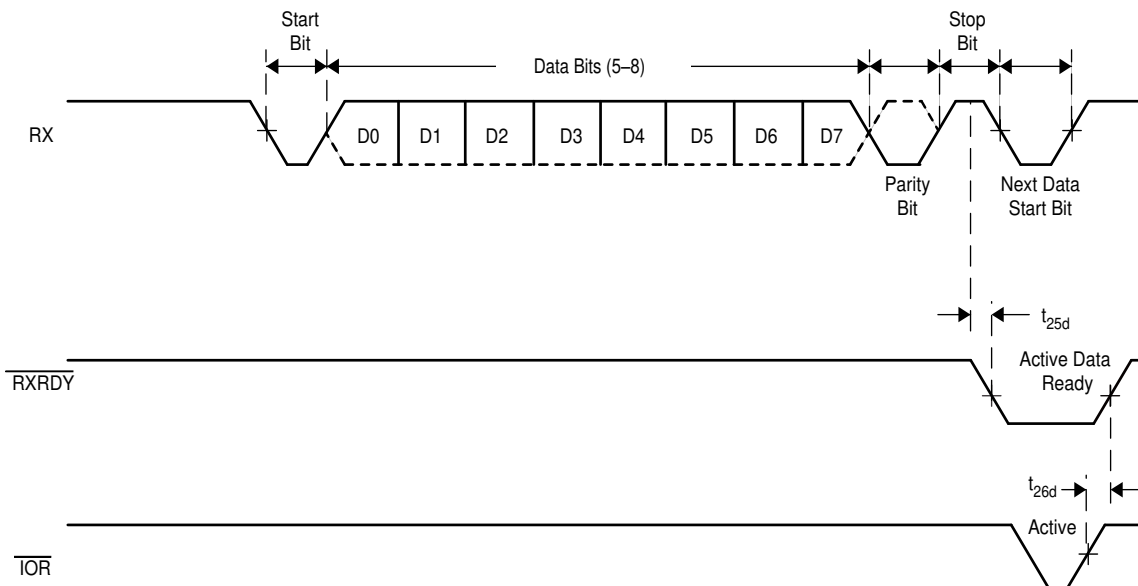 Start
Bit
Data Bits (5–8)
Stop
Bit
RX
D0
D1
D2
D3
D4
D5
D6
D7
Parity
Bit
Next Data
Start Bit
t25d
RXRDY
Active Data
Ready
t26d
Active
IOR